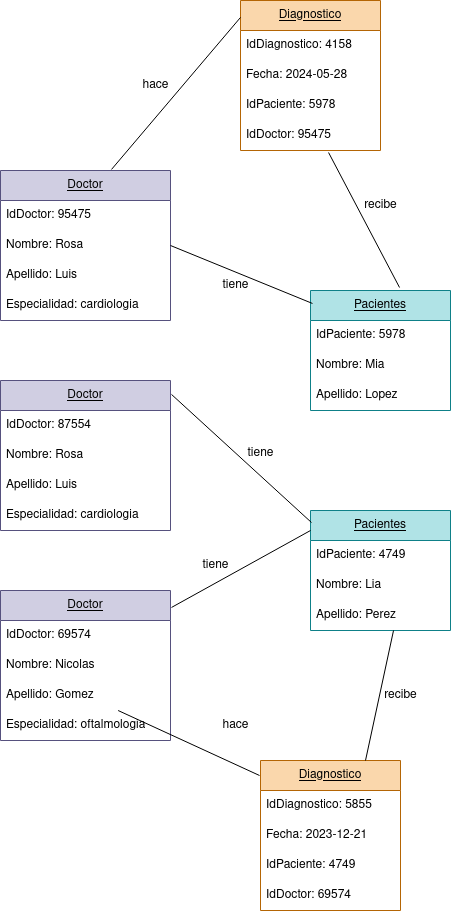 Diagnostico
IdDiagnostico: 4158
Fecha: 2024-05-28
IdPaciente: 5978
IdDoctor: 95475
hace
Doctor
IdDoctor: 95475
Nombre: Rosa
Apellido: Luis
Especialidad: cardiologia
recibe
tiene
Pacientes
IdPaciente: 5978
Nombre: Mia
Apellido: Lopez
Doctor
IdDoctor: 87554
Nombre: Rosa
Apellido: Luis
Especialidad: cardiologia
tiene
Pacientes
IdPaciente: 4749
Nombre: Lia
Apellido: Perez
tiene
Doctor
IdDoctor: 69574
Nombre: Nicolas
Apellido: Gomez
Especialidad: oftalmologia
recibe
hace
Diagnostico
IdDiagnostico: 5855
Fecha: 2023-12-21
IdPaciente: 4749
IdDoctor: 69574